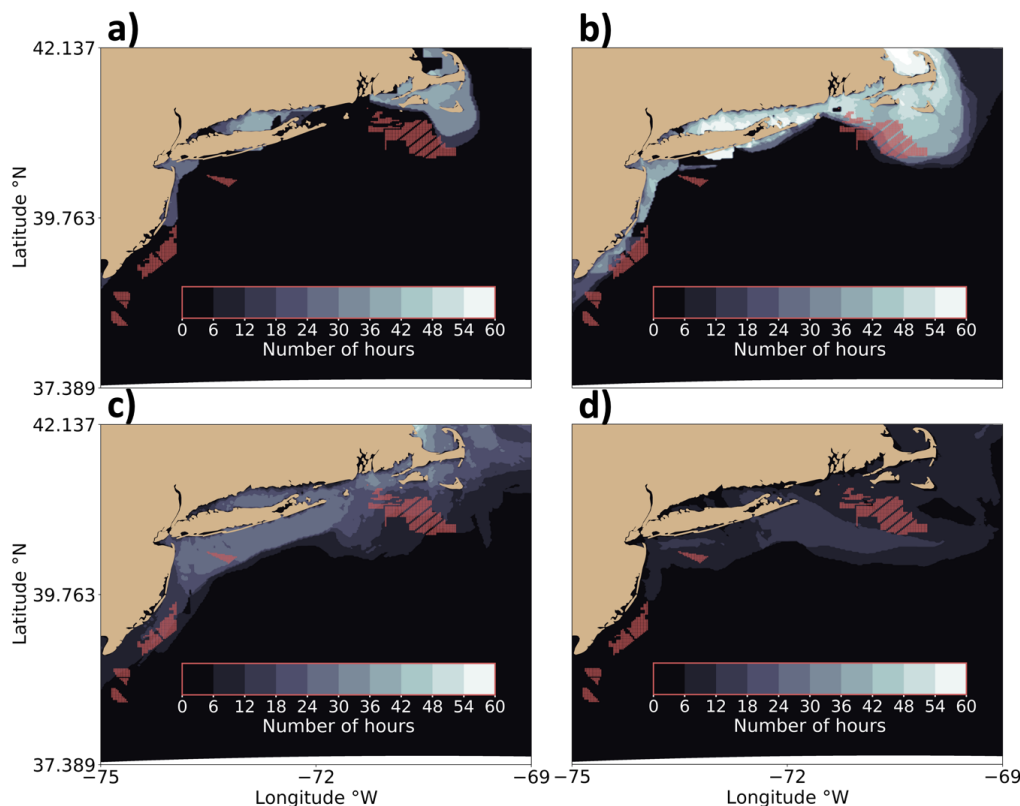 a)
b)
42.137
Latitude °N
39.763
37.389
0 6 12 18 24 30 36 42 48 54 60
Number of hours
0 6 12 18 24 30 36 42 48 54 60
Number of hours
c)
d)
42.137
Latitude °N
39.763
37.389
0 6 12 18 24 30 36 42 48 54 60
Number of hours
0 6 12 18 24 30 36 42 48 54 60
Number of hours
−75 −72 −69
Longitude °W
−75 −72 −69
Longitude °W